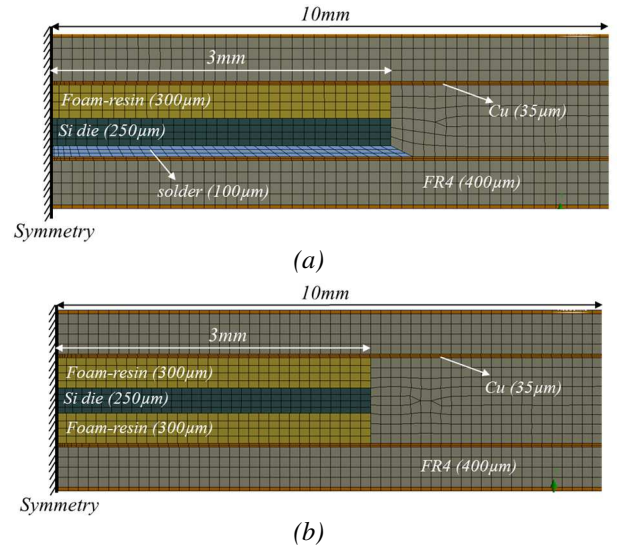 10mm
3mm
Foam-resin (300µm)
Cu (35µm)
Si die (250µm)
solder (100µm)
FR4 (400µm)
Symmetry
(a)
10mm
3mm
Foam-resin (300µm)
Cu (35µm)
Si die (250µm)
Foam-resin (300µm)
FR4 (400µm)
Symmetry
(b)